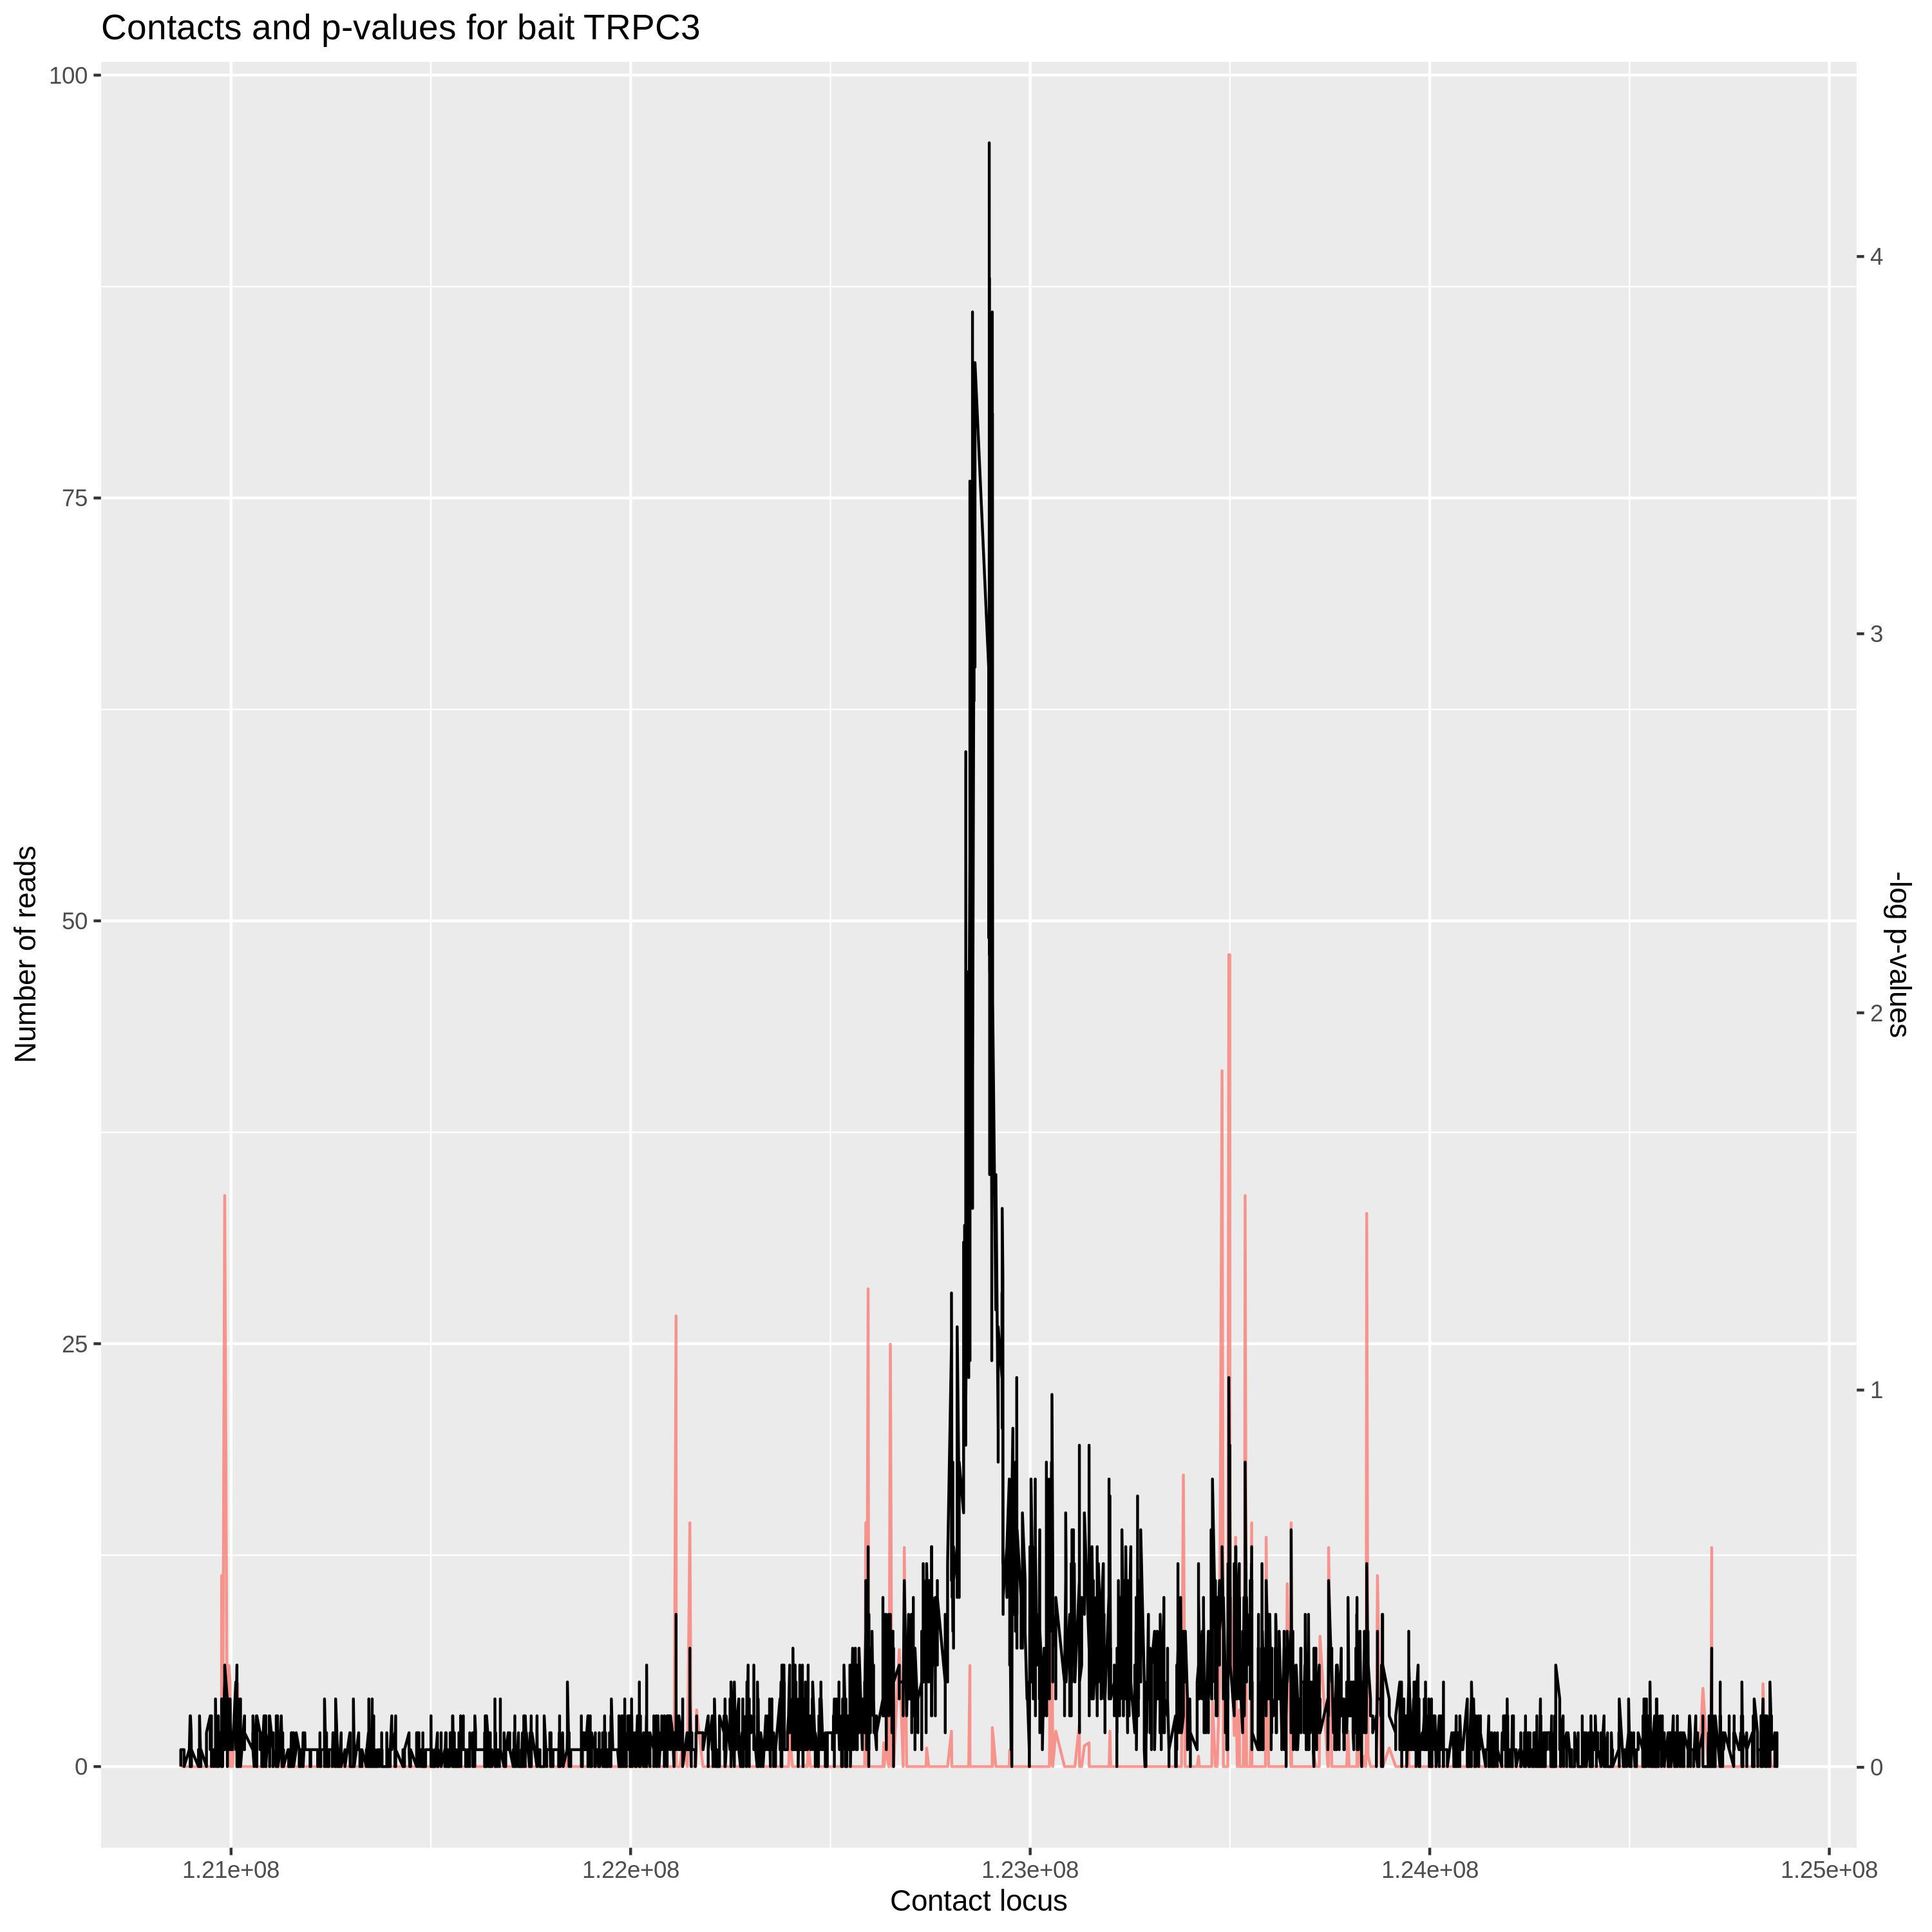 Contacts and p-values for bait TRPC3
100
75
50
25
0
Number of reads
4
3
2
1
0
-log p-values
1.21e+08
1.22e+08
1.23e+08
1.24e+08
1.25e+08
Contact locus